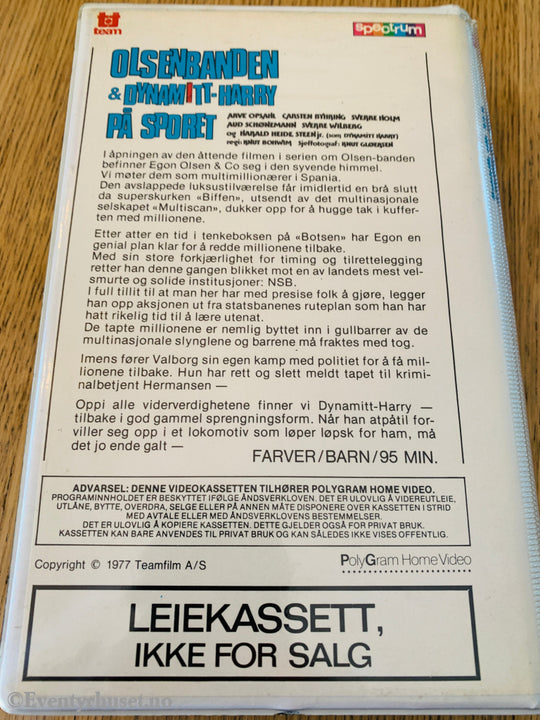 team
spectrum
OLSENBANDEN
& DYNAMITT-HARRY
PÅ SPORET
ARVE OPSAHL CARSTEN BYHRING SVERRE HOLM
AUD SCHØNEMANN SVERRE WILBERG
og HARALD HEIDE STEEN jr. (som DYNAMITT HARRY)
regi: KNUT BOHWIM Sjeffotograf: KNUT GLØERSEN
I åpningen av den åttende filmen i serien om Olsen-banden
befinner Egon Olsen & Co seg i den syvende himmel.
Vi møter dem som multimillionærer i Spania.
Den avslappede luksustilværelse får imidlertid en brå slutt
da superskurken «Biffen», utsendt av det multinasjonale
selskapet «Multiscan», dukker opp for å hugge tak i kuffer-
ten med millionene.
Etter atter en tid i tenkeboksen på «Botsen» har Egon en
genial plan klar for å redde millionene tilbake.
Med sin store forkjærlighet for timing og tilrettelegging
retter han denne gangen blikket mot en av landets mest vel-
smurte og solide institusjoner: NSB.
I full tillit til at man her har med presise folk å gjøre, legger
han opp aksjonen ut fra statsbanenes ruteplan som han har
hatt rikelig tid til å lære utenat.
De tapte millionene er nemlig byttet inn i gullbarrer av de
multinasjonale slynglene og barrene må fraktes med tog.
Imens fører Valborg sin egen kamp med politiet for å få mil-
lionene tilbake. Hun har rett og slett meldt tapet til krimi-
nalbetjent Hermansen —
Oppi alle viderverdighetene finner vi Dynamitt-Harry —
tilbake i god gammel sprengningsform. Når han atpåtil for-
viller seg opp i et lokomotiv som løper løpsk for ham, må
det jo ende galt —
FARVER/BARN/95 MIN.
ADVARSEL: DENNE VIDEOKASSETTEN TILHØRER POLYGRAM HOME VIDEO.
PROGRAMINNHOLDET ER BESKYTTET IFØLGE ÅNDSVERKLOVEN. DET ER ULOVLIG Å VIDEREUTLEIE,
UTLÅNE, BYTTE, OVERDRA, SELGE ELLER PÅ ANNEN MÅTE DISPONERE OVER KASSETTEN I STRID
MED AVTALE ELLER MED ÅNDSVERKLOVENS BESTEMMELSER.
DET ER ULOVLIG Å KOPIERE KASSETTEN. DETTE GJELDER OGSÅ FOR PRIVAT BRUK.
KASSETTEN KAN BARE ANVENDES TIL PRIVAT BRUK OG KAN SÅLEDES IKKE VISES OFFENTLIG.
Copyright © 1977 Teamfilm A/S
PolyGram Home Video
LEIEKASSETT,
IKKE FOR SALG
©Eventyrhuset.no